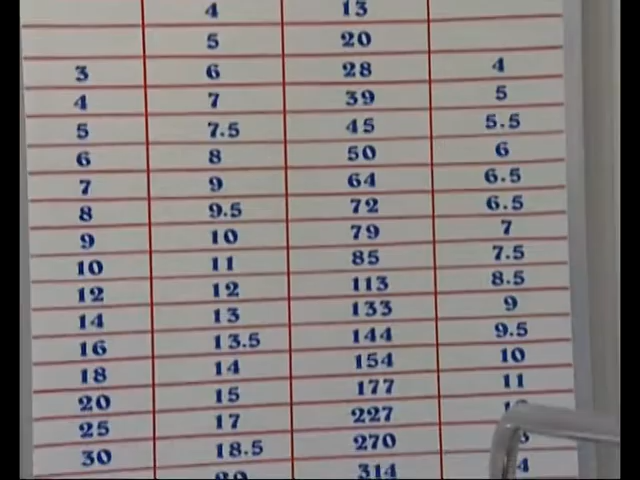 4 13
5 20
3 6 28 4
4 7 39 5
5 7.5 45 5.5
6 8 50 6
7 9 64 6.5
8 9.5 72 6.5
9 10 79 7
10 11 85 7.5
12 12 113 8.5
14 13 133 9
16 13.5 144 9.5
18 14 154 10
20 15 177 11
25 17 227
30 18.5 270
20 314 4